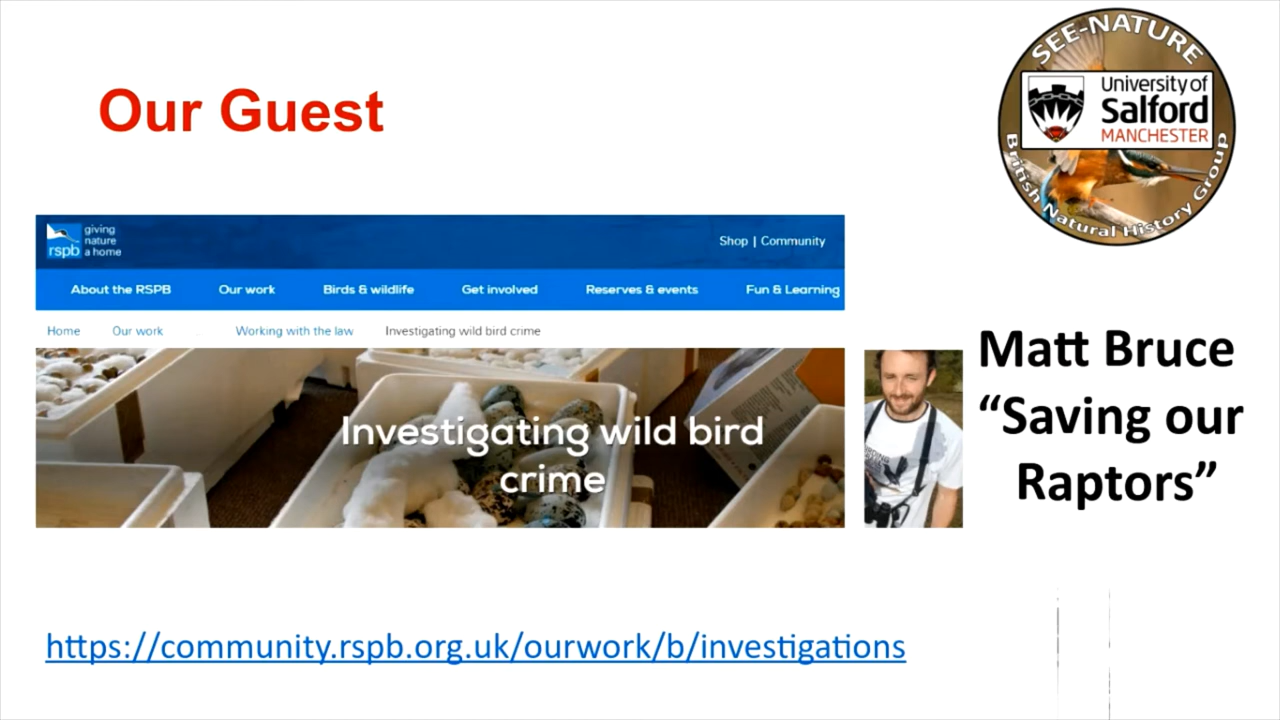 Our Guest
SEE-NATURE
University of
Salford
MANCHESTER
British Natural History Group
giving
nature
rspb a home
Shop | Community
About the RSPB Our work Birds & wildlife Get involved Reserves & events Fun & Learning
Home Our work Working with the law Investigating wild bird crime
Investigating wild bird
crime
Matt Bruce
“Saving our
Raptors”
https://community.rspb.org.uk/ourwork/b/investigations